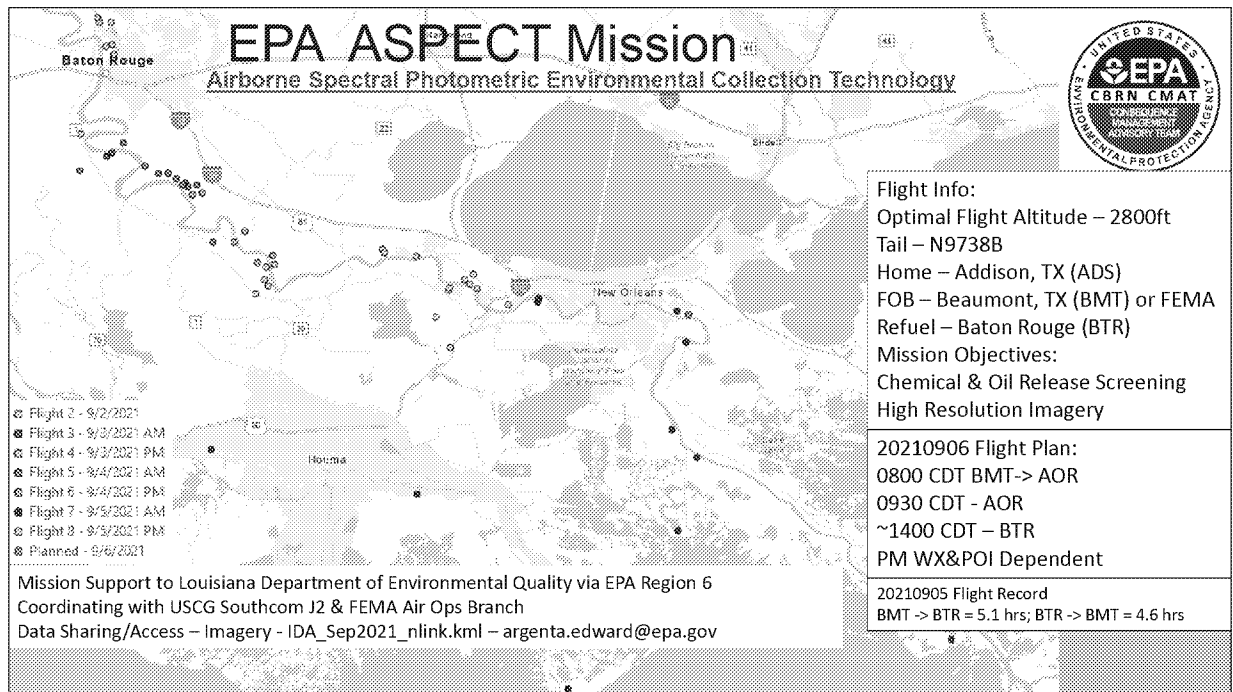 EPA ASPECT Mission
Airborne Spectral Photometric Environmental Collection Technology
Baton Rouge
UNITED STATES
ENVIRONMENTAL PROTECTION AGENCY
EPA
CBRN CMAT
CONSEQUENCE
MANAGEMENT
ADVISORY TEAM
Slidell
New Orleans
Houma
Flight Info:
Optimal Flight Altitude – 2800ft
Tail – N9738B
Home – Addison, TX (ADS)
FOB – Beaumont, TX (BMT) or FEMA
Refuel – Baton Rouge (BTR)
Mission Objectives:
Chemical & Oil Release Screening
High Resolution Imagery
20210906 Flight Plan:
0800 CDT BMT-> AOR
0930 CDT - AOR
~1400 CDT – BTR
PM WX&POI Dependent
20210905 Flight Record
BMT -> BTR = 5.1 hrs; BTR -> BMT = 4.6 hrs
Flight 2 - 9/2/2021
Flight 3 - 9/3/2021 AM
Flight 4 - 9/3/2021 PM
Flight 5 - 9/4/2021 AM
Flight 6 - 9/4/2021 PM
Flight 7 - 9/5/2021 AM
Flight 8 - 9/5/2021 PM
Planned - 9/6/2021
Mission Support to Louisiana Department of Environmental Quality via EPA Region 6
Coordinating with USCG Southcom J2 & FEMA Air Ops Branch
Data Sharing/Access – Imagery - IDA_Sep2021_nlink.kml – argenta.edward@epa.gov